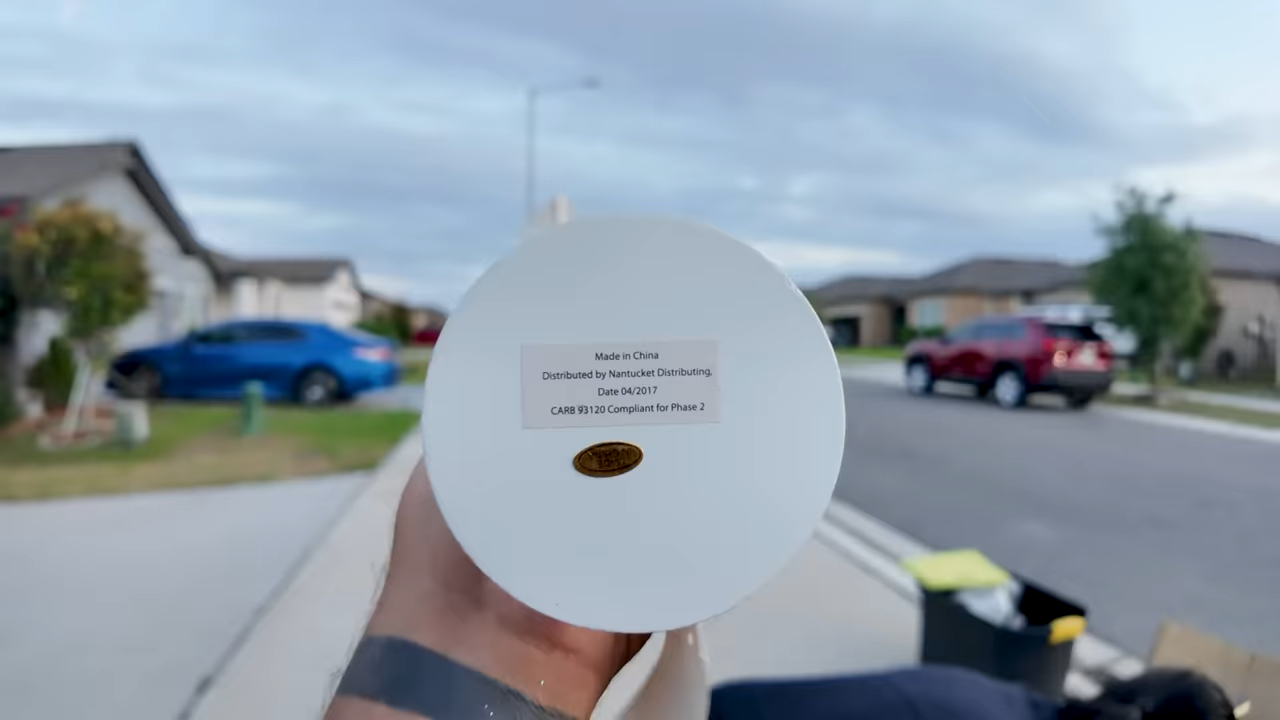 Made in China
Distributed by Nantucket Distributing,
Date 04/2017
CARB 93120 Compliant for Phase 2